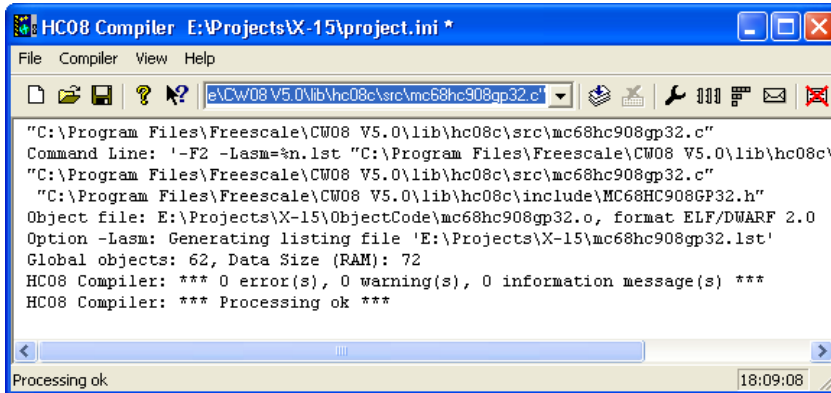 HC08 Compiler E:\Projects\X-15\project.ini *
File Compiler View Help
e\CW08 V5.0\lib\hc08c\src\mc68hc908gp32.c"
"C:\Program Files\Freescale\CW08 V5.0\lib\hc08c\src\mc68hc908gp32.c"
Command Line: '-F2 -Lasm=%n.lst "C:\Program Files\Freescale\CW08 V5.0\lib\hc08c\
"C:\Program Files\Freescale\CW08 V5.0\lib\hc08c\src\mc68hc908gp32.c"
"C:\Program Files\Freescale\CW08 V5.0\lib\hc08c\include\MC68HC908GP32.h"
Object file: E:\Projects\X-15\ObjectCode\mc68hc908gp32.o, format ELF/DWARF 2.0
Option -Lasm: Generating listing file 'E:\Projects\X-15\mc68hc908gp32.lst'
Global objects: 62, Data Size (RAM): 72
HC08 Compiler: *** 0 error(s), 0 warning(s), 0 information message(s) ***
HC08 Compiler: *** Processing ok ***
Processing ok 18:09:08